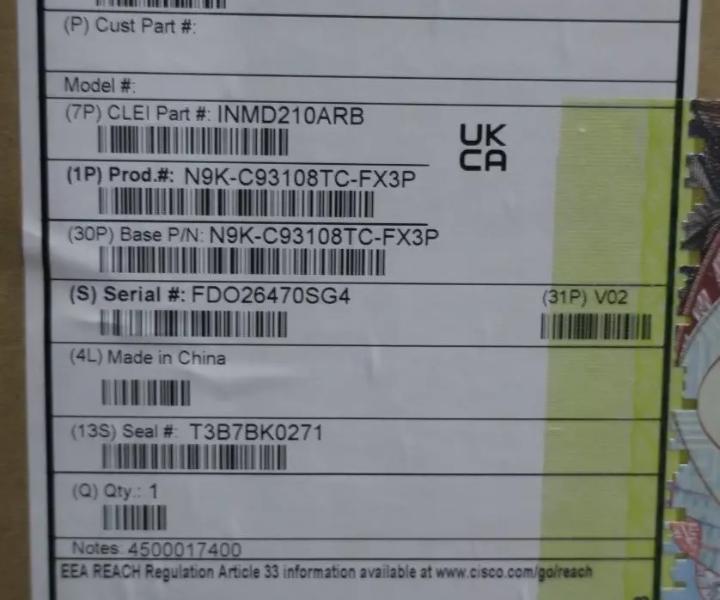 (P) Cust Part #:
Model #:
(7P) CLEI Part #: INMD210ARB
UK
CA
(1P) Prod.#: N9K-C93108TC-FX3P
(30P) Base P/N: N9K-C93108TC-FX3P
(S) Serial #: FDO26470SG4
(31P) V02
(4L) Made in China
(13S) Seal #: T3B7BK0271
(Q) Qty.: 1
Notes: 4500017400
EEA REACH Regulation Article 33 information available at www.cisco.com/go/reach